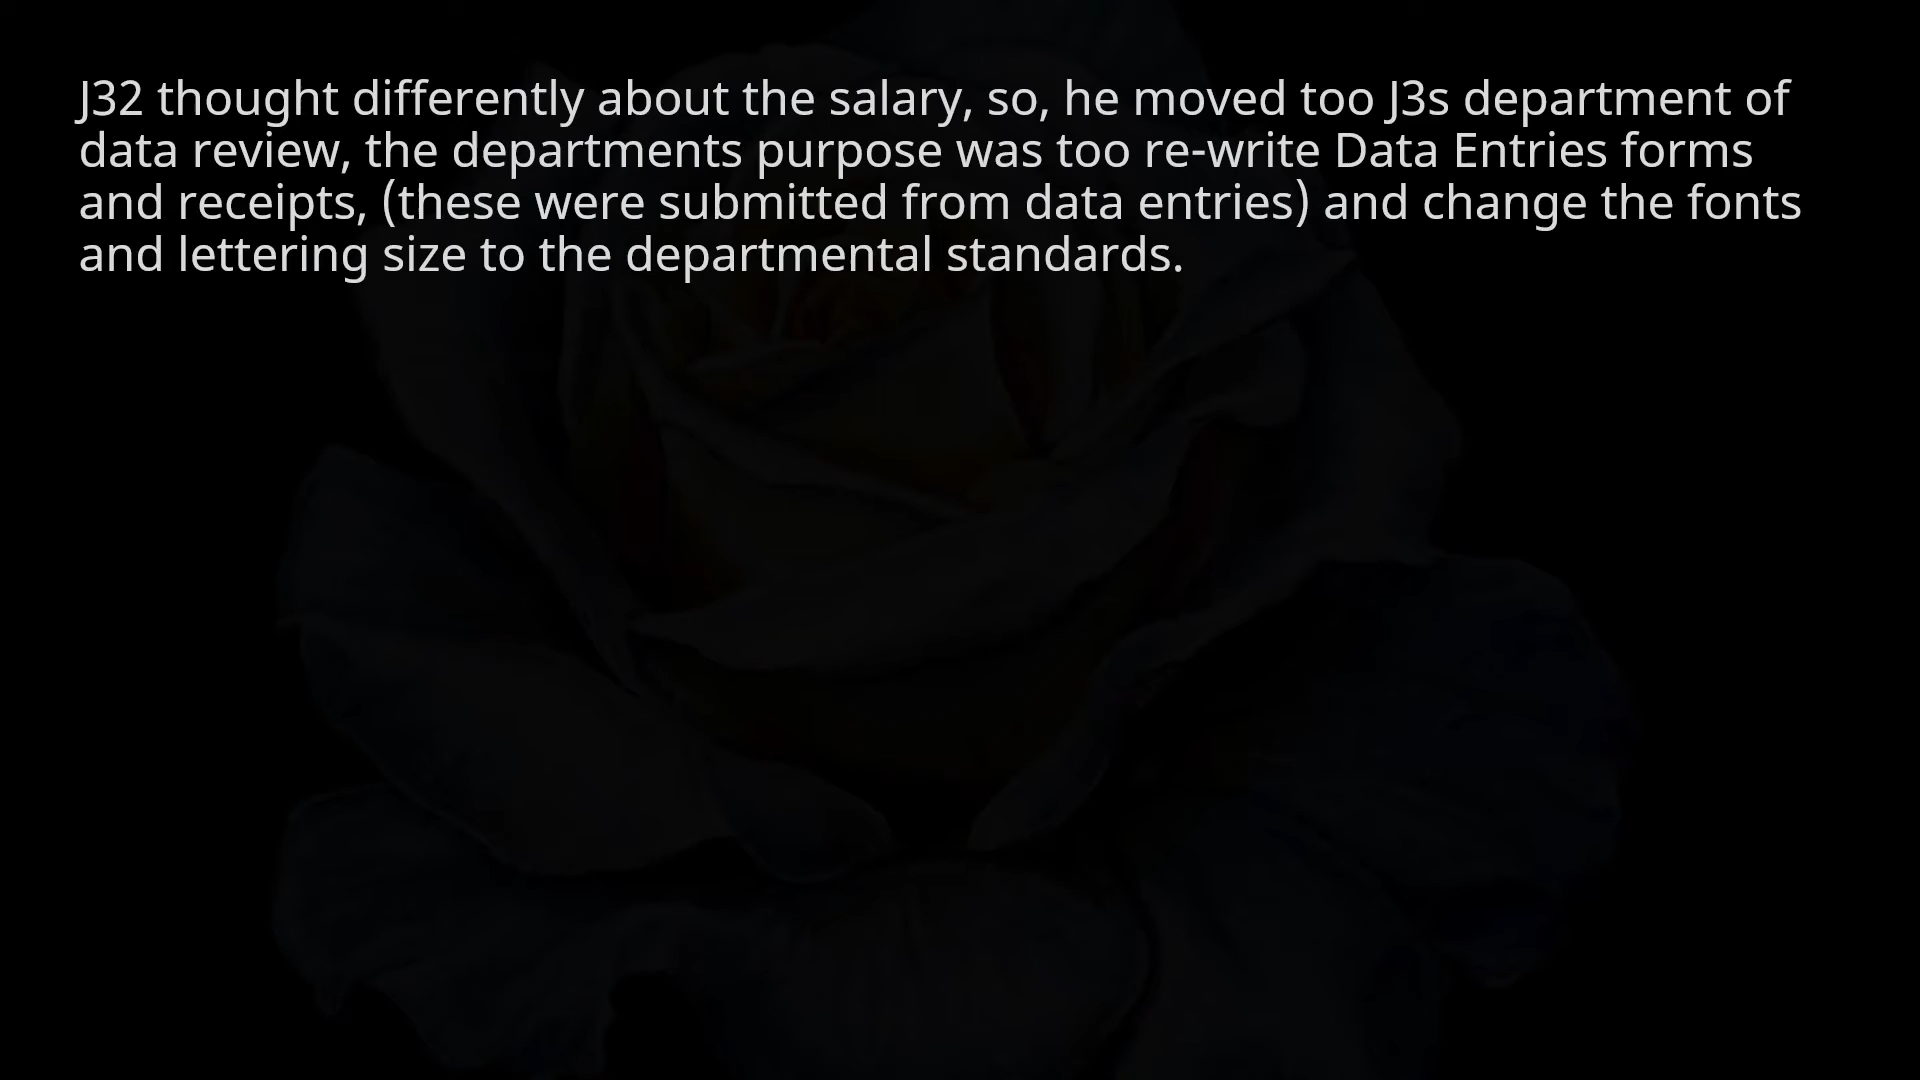 J32 thought differently about the salary, so, he moved too J3s department of
data review, the departments purpose was too re-write Data Entries forms
and receipts, (these were submitted from data entries) and change the fonts
and lettering size to the departmental standards.